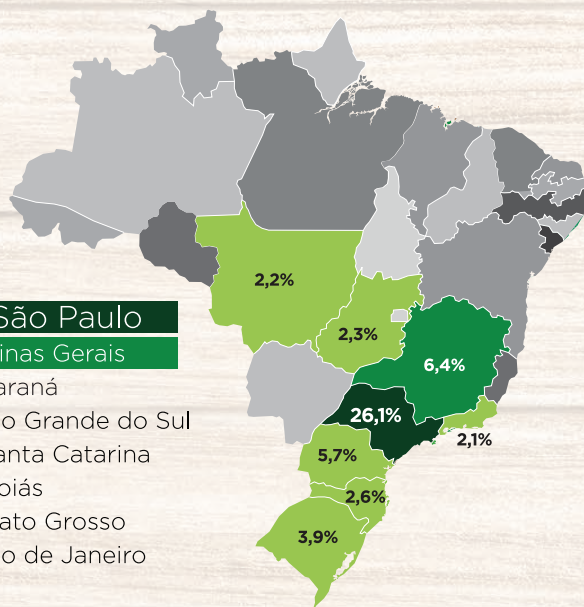 São Paulo
inas Gerais
araná
o Grande do Sul
anta Catarina
oiás
ato Grosso
o de Janeiro
2,2%
2,3%
6,4%
26,1%
2,1%
5,7%
2,6%
3,9%